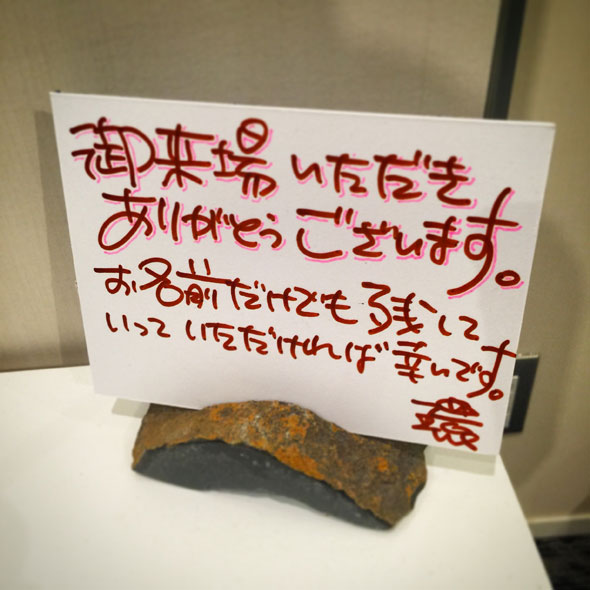 御来場 いただき
ありがとう ございます。
お名前だけでも 残して
いって いただければ 幸いです。